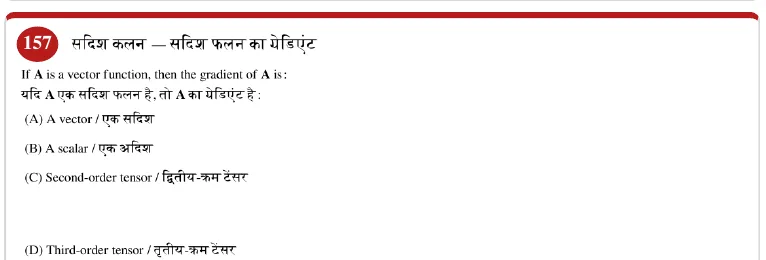 157 सदिश कलन — सदिश फलन का ग्रेडिएंट
If A is a vector function, then the gradient of A is:
यदि A एक सदिश फलन है, तो A का ग्रेडिएंट है :
(A) A vector / एक सदिश
(B) A scalar / एक अदिश
(C) Second-order tensor / द्वितीय-क्रम टेंसर
(D) Third-order tensor / तृतीय-क्रम टेंसर